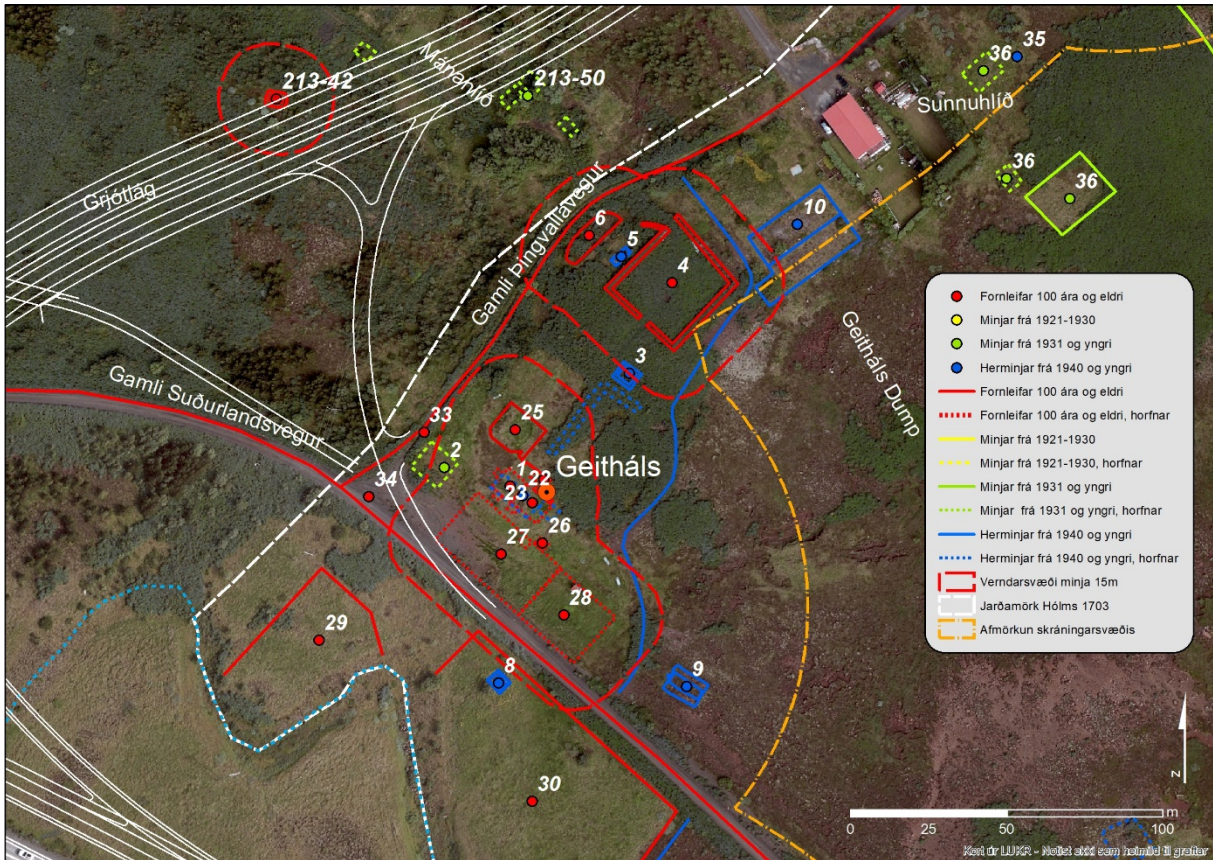 213-42
Mánahlíð
213-50
36
35
Sunnuhlíð
Grjótlág
Gamli Þingvallavegur
36
36
6
5
10
4
Geitháls Dump
3
Gamli Suðurlandsvegur
33
25
2
Geitháls
34
1
22
23
26
27
28
29
8
9
30
Fornleifar 100 ára og eldri
Minjar frá 1921-1930
Minjar frá 1931 og yngri
Herminjar frá 1940 og yngri
Fornleifar 100 ára og eldri
Fornleifar 100 ára og eldri, horfnar
Minjar frá 1921-1930
Minjar frá 1921-1930, horfnar
Minjar frá 1931 og yngri
Minjar frá 1931 og yngri, horfnar
Herminjar frá 1940 og yngri
Herminjar frá 1940 og yngri, horfnar
Verndarsvæði minja 15m
Jarðamörk Hólms 1703
Afmörkun skráningarsvæðis
N
m
0 25 50 100
Kort úr LUKR - Notist ekki sem heimild til graftar